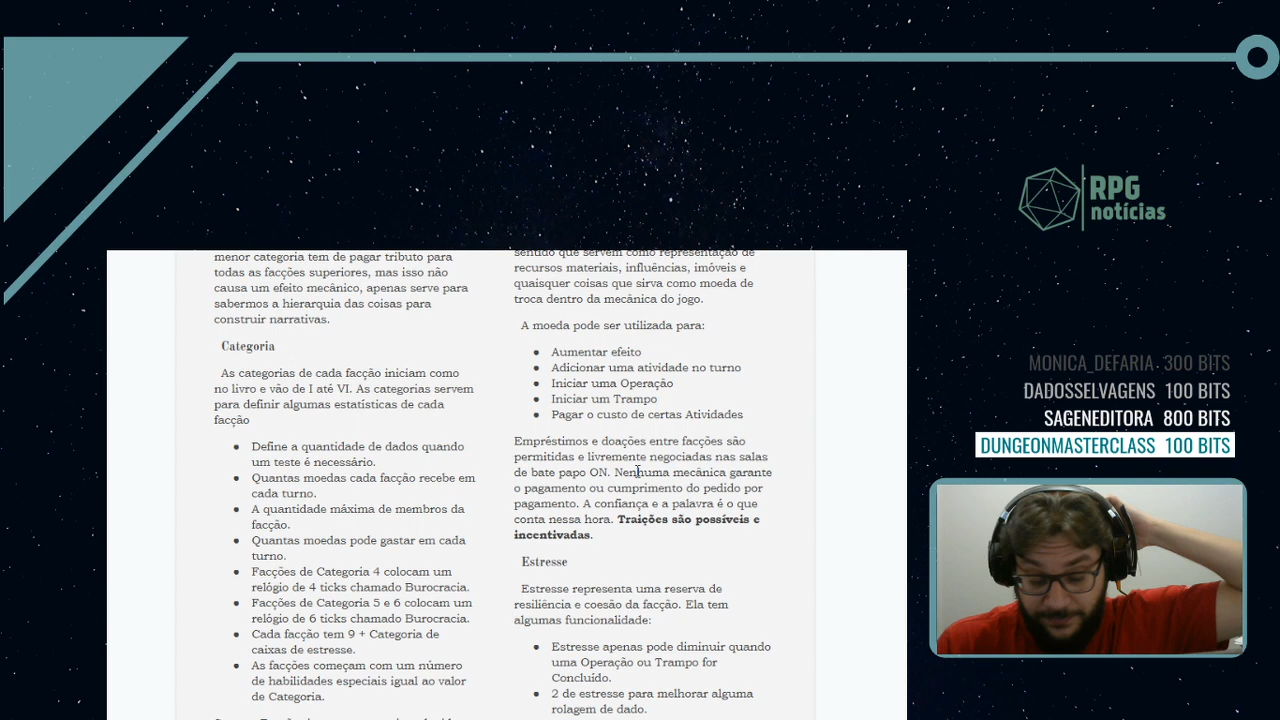 menor categoria tem de pagar tributo para
todas as facções superiores, mas isso não
causa um efeito mecânico, apenas serve para
sabermos a hierarquia das coisas para
construir narrativas.
Categoria
As categorias de cada facção iniciam como
no livro e vão de I até VI. As categorias servem
para definir algumas estatísticas de cada
facção
● Define a quantidade de dados quando
um teste é necessário.
● Quantas moedas cada facção recebe em
cada turno.
● A quantidade máxima de membros da
facção.
● Quantas moedas pode gastar em cada
turno.
● Facções de Categoria 4 colocam um
relógio de 4 ticks chamado Burocracia.
● Facções de Categoria 5 e 6 colocam um
relógio de 6 ticks chamado Burocracia.
● Cada facção tem 9 + Categoria de
caixas de estresse.
● As facções começam com um número
de habilidades especiais igual ao valor
de Categoria.
sentido que servem como representação de
recursos materiais, influências, imóveis e
quaisquer coisas que sirva como moeda de
troca dentro da mecânica do jogo.
A moeda pode ser utilizada para:
● Aumentar efeito
● Adicionar uma atividade no turno
● Iniciar uma Operação
● Iniciar um Trampo
● Pagar o custo de certas Atividades
Empréstimos e doações entre facções são
permitidas e livremente negociadas nas salas
de bate papo ON. Nenhuma mecânica garante
o pagamento ou cumprimento do pedido por
pagamento. A confiança e a palavra é o que
conta nessa hora. Traições são possíveis e
incentivadas.
Estresse
Estresse representa uma reserva de
resiliência e coesão da facção. Ela tem
algumas funcionalidade:
● Estresse apenas pode diminuir quando
uma Operação ou Trampo for
Concluído.
● 2 de estresse para melhorar alguma
rolagem de dado.
RPG
notícias
MONICA_DEFARIA 300 BITS
DADOSSELVAGENS 100 BITS
SAGENEDITORA 800 BITS
DUNGEONMASTERCLASS 100 BITS